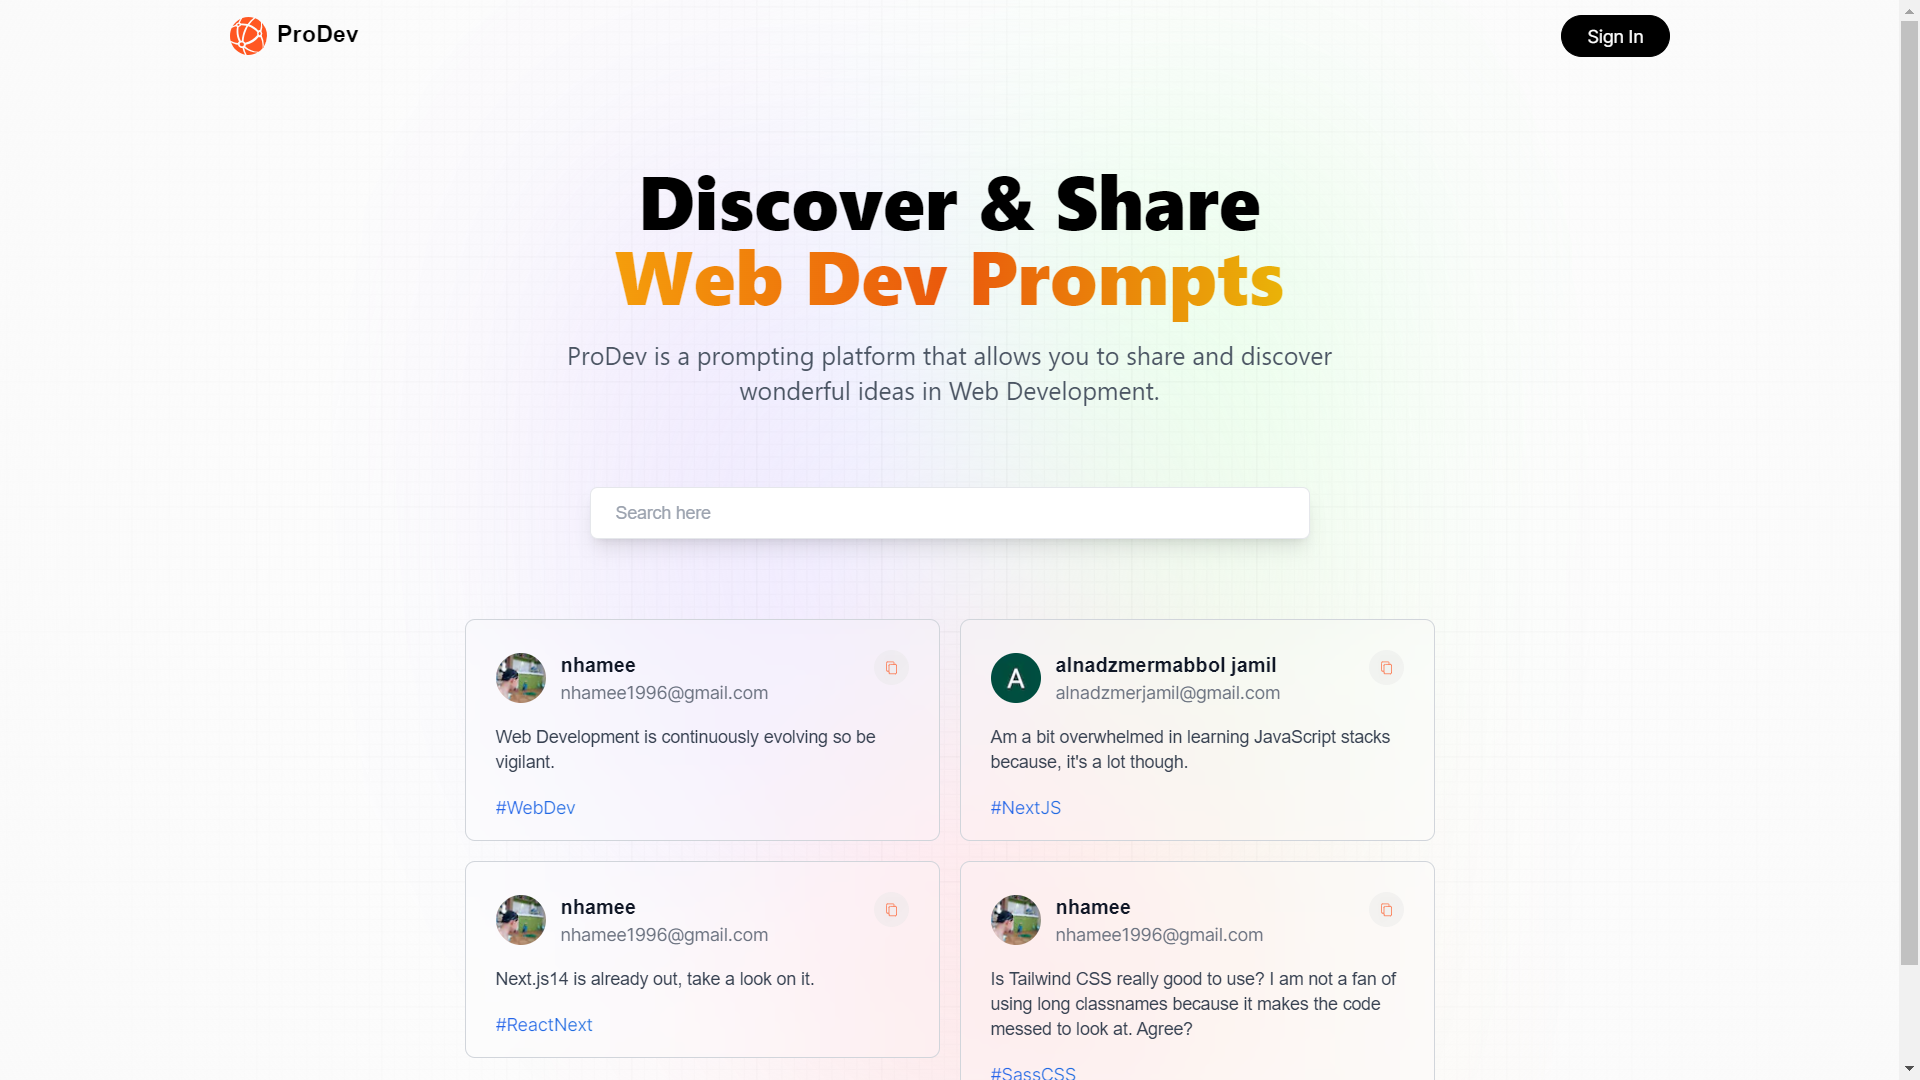 ProDev
Sign In
Discover & Share
Web Dev Prompts
ProDev is a prompting platform that allows you to share and discover
wonderful ideas in Web Development.
Search here
nhamee
nhamee1996@gmail.com
Web Development is continuously evolving so be
vigilant.
#WebDev
A
alnadzmermabbol jamil
alnadzmerjamil@gmail.com
Am a bit overwhelmed in learning JavaScript stacks
because, it's a lot though.
#NextJS
nhamee
nhamee1996@gmail.com
Next.js14 is already out, take a look on it.
#ReactNext
nhamee
nhamee1996@gmail.com
Is Tailwind CSS really good to use? I am not a fan of
using long classnames because it makes the code
messed to look at. Agree?
#SassCSS